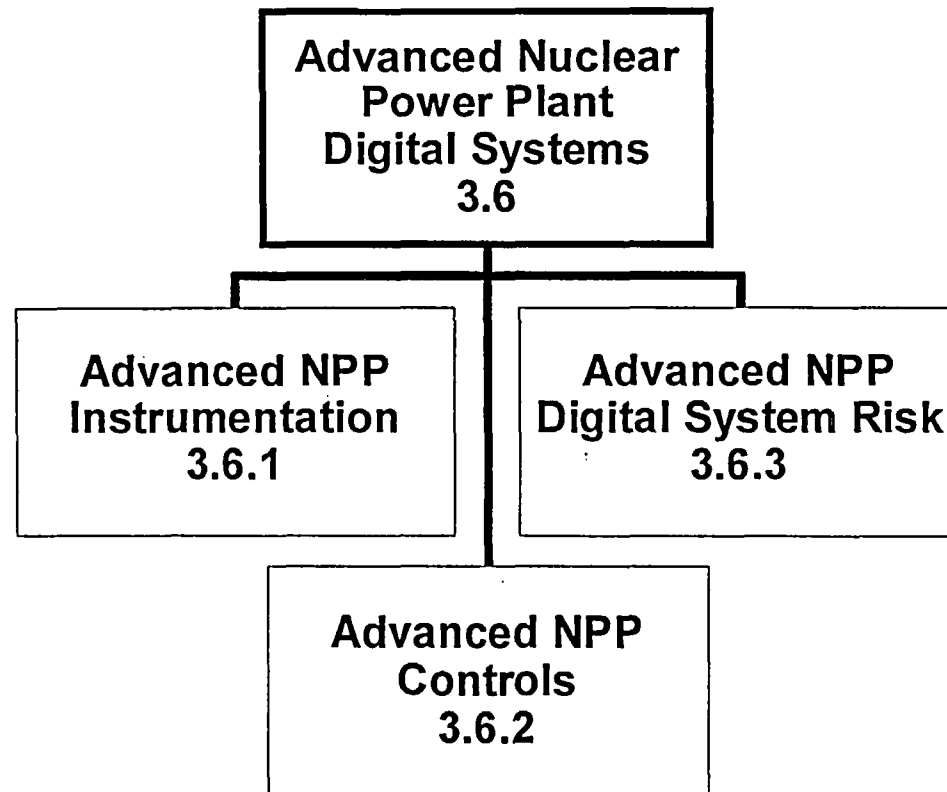 Advanced Nuclear
Power Plant
Digital Systems
3.6
Advanced NPP
Instrumentation
3.6.1
Advanced NPP
Digital System Risk
3.6.3
Advanced NPP
Controls
3.6.2